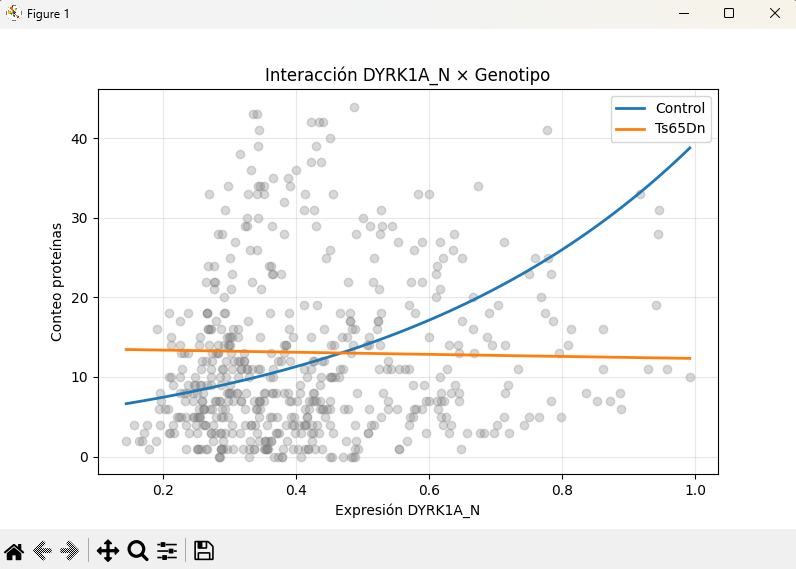 Figure 1
Interacción DYRK1A_N × Genotipo
Control
Ts65Dn
Conteo proteínas
40
30
20
10
0
0.2 0.4 0.6 0.8 1.0
Expresión DYRK1A_N